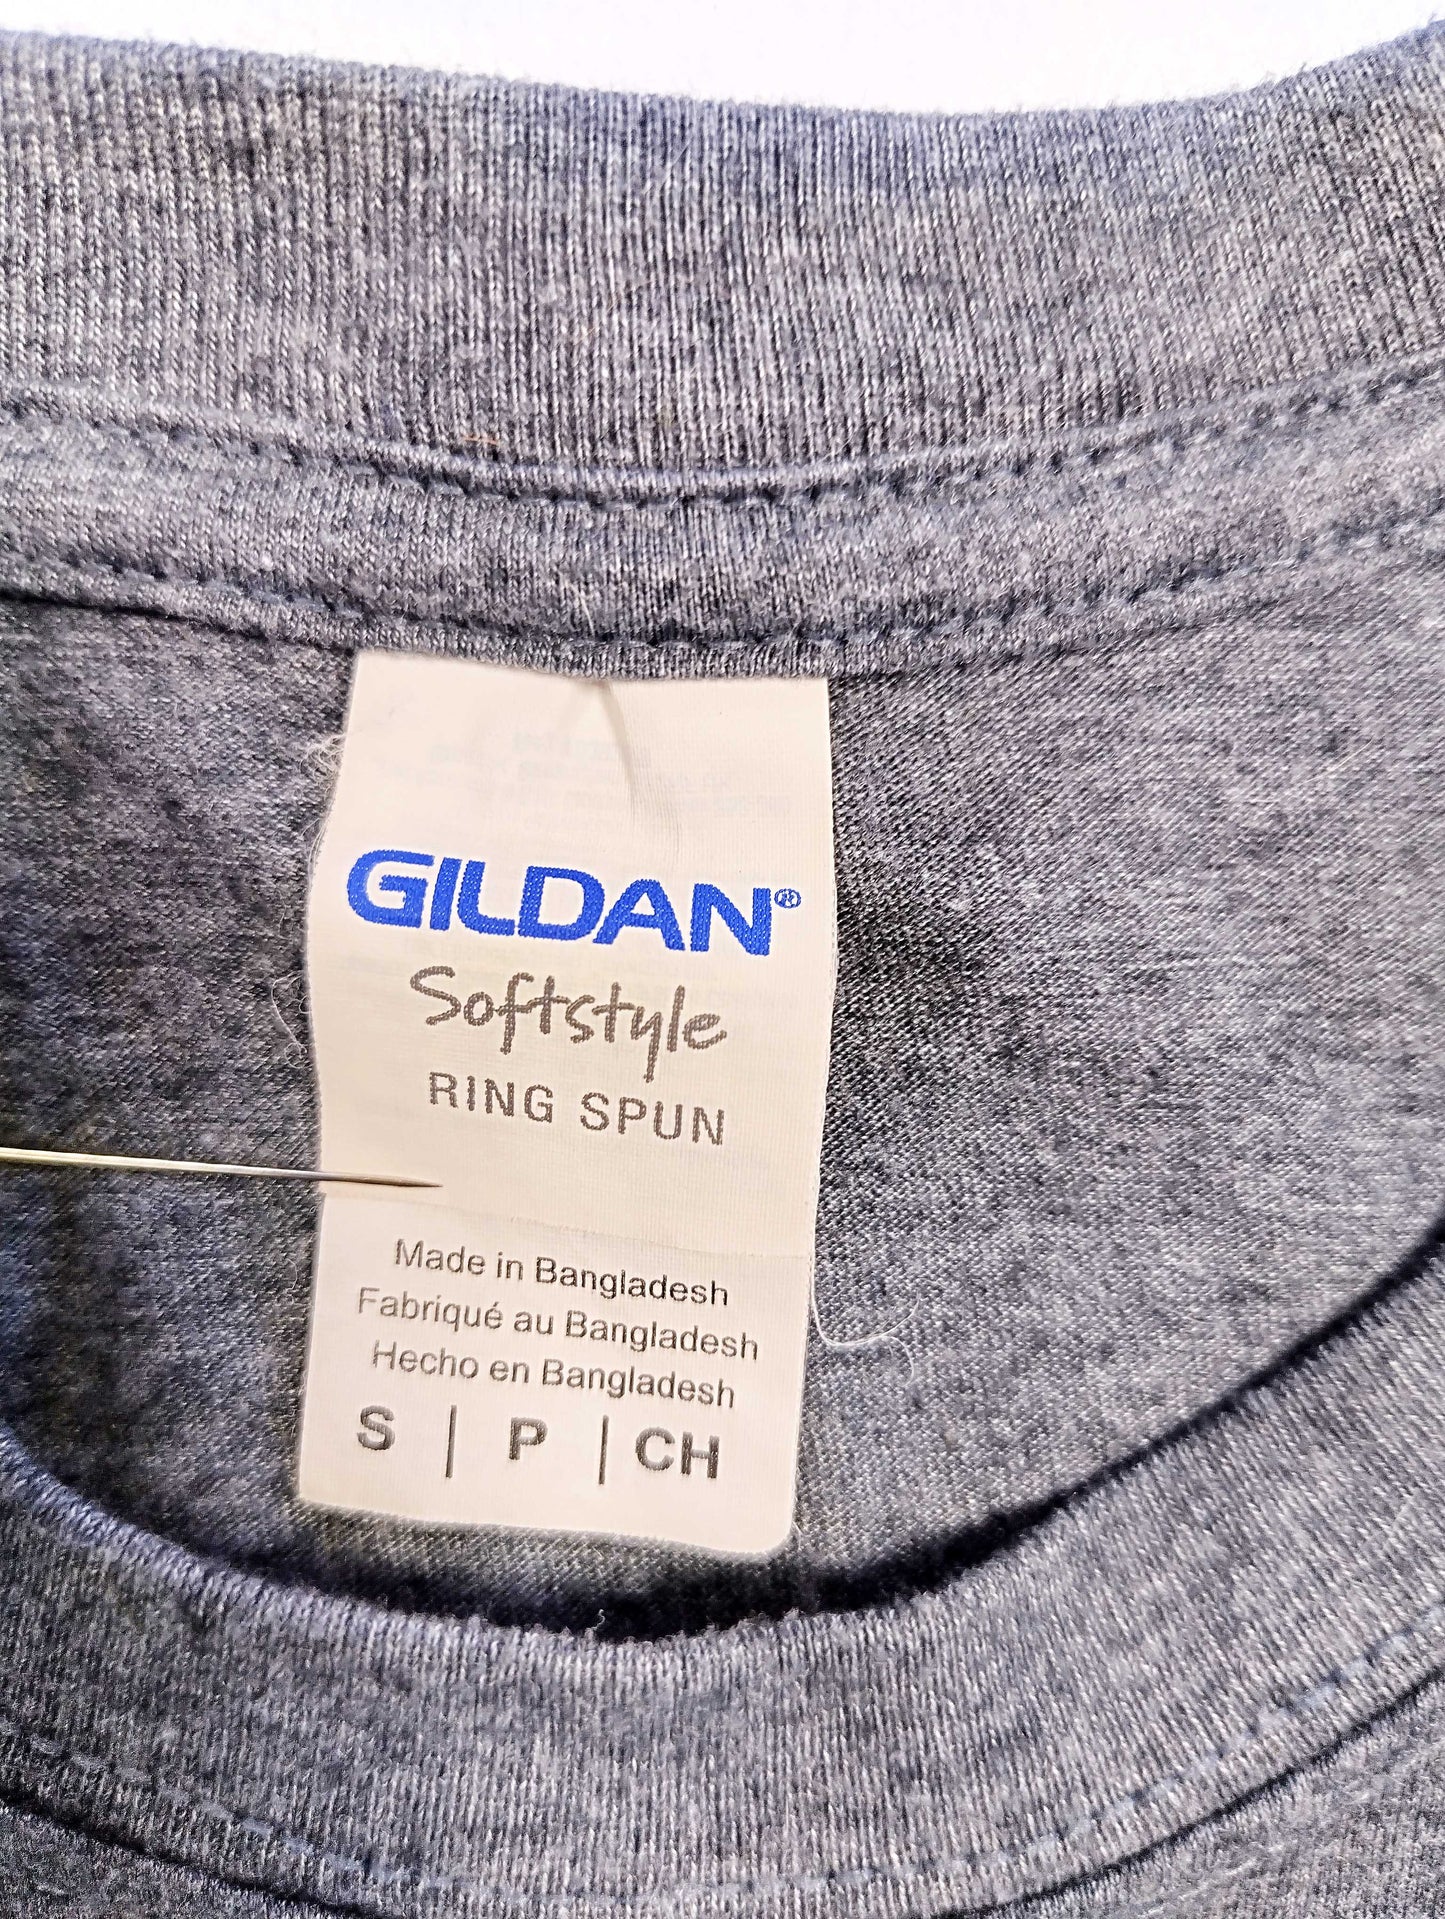 GILDAN®
Softstyle
RING SPUN
Made in Bangladesh
Fabriqué au Bangladesh
Hecho en Bangladesh
S | P | CH